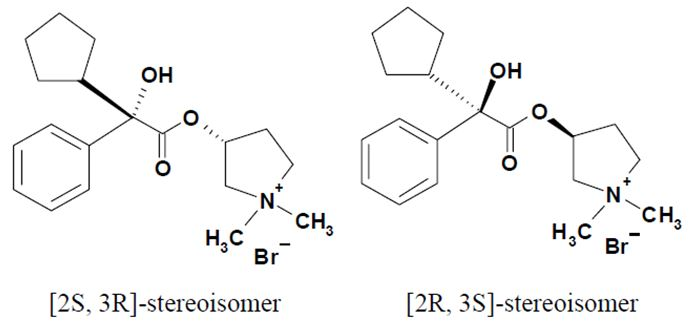 OH
O
O
N+
H3C
CH3
Br−
[2S, 3R]-stereoisomer
OH
O
O
N+
H3C
CH3
Br−
[2R, 3S]-stereoisomer